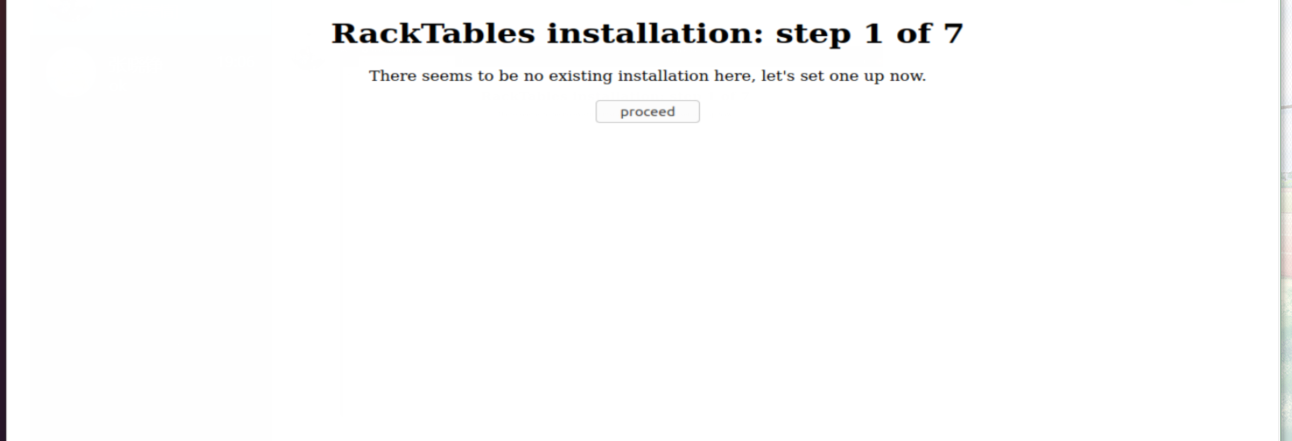 RackTables installation: step 1 of 7
There seems to be no existing installation here, let's set one up now.
proceed